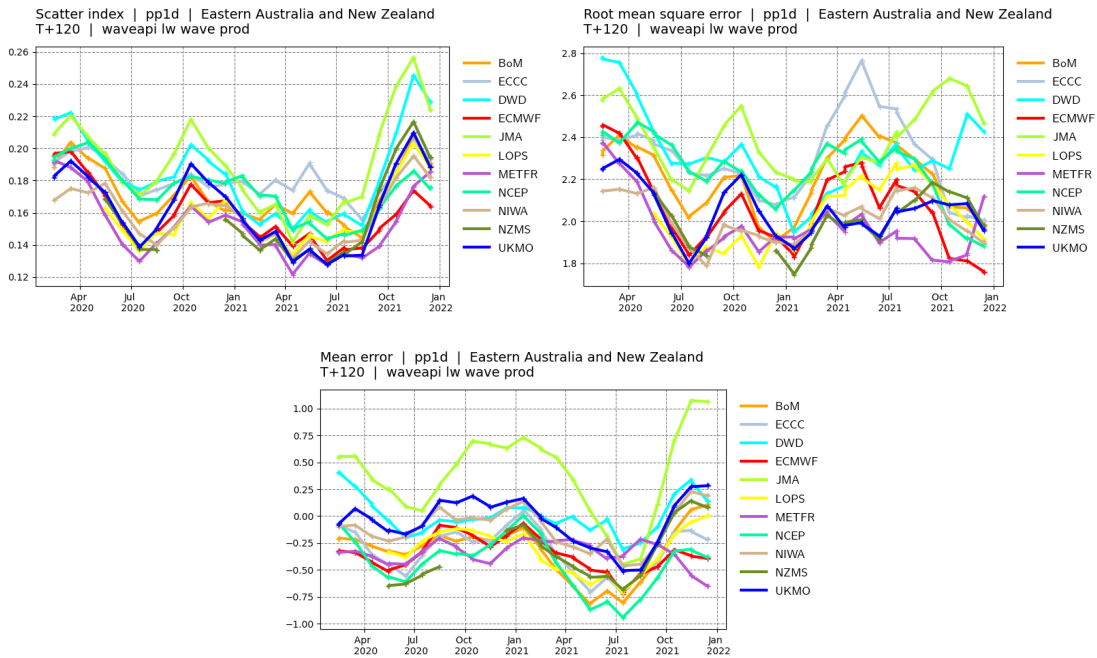 Scatter index | pp1d | Eastern Australia and New Zealand
T+120 | waveapi lw wave prod
0.26
0.24
0.22
0.20
0.18
0.16
0.14
0.12
Apr 2020
Jul 2020
Oct 2020
Jan 2021
Apr 2021
Jul 2021
Oct 2021
Jan 2022
BoM
ECCC
DWD
ECMWF
JMA
LOPS
METFR
NCEP
NIWA
NZMS
UKMO
Root mean square error | pp1d | Eastern Australia and New Zealand
T+120 | waveapi lw wave prod
2.8
2.6
2.4
2.2
2.0
1.8
Apr 2020
Jul 2020
Oct 2020
Jan 2021
Apr 2021
Jul 2021
Oct 2021
Jan 2022
BoM
ECCC
DWD
ECMWF
JMA
LOPS
METFR
NCEP
NIWA
NZMS
UKMO
Mean error | pp1d | Eastern Australia and New Zealand
T+120 | waveapi lw wave prod
1.00
0.75
0.50
0.25
0.00
−0.25
−0.50
−0.75
−1.00
Apr 2020
Jul 2020
Oct 2020
Jan 2021
Apr 2021
Jul 2021
Oct 2021
Jan 2022
BoM
ECCC
DWD
ECMWF
JMA
LOPS
METFR
NCEP
NIWA
NZMS
UKMO